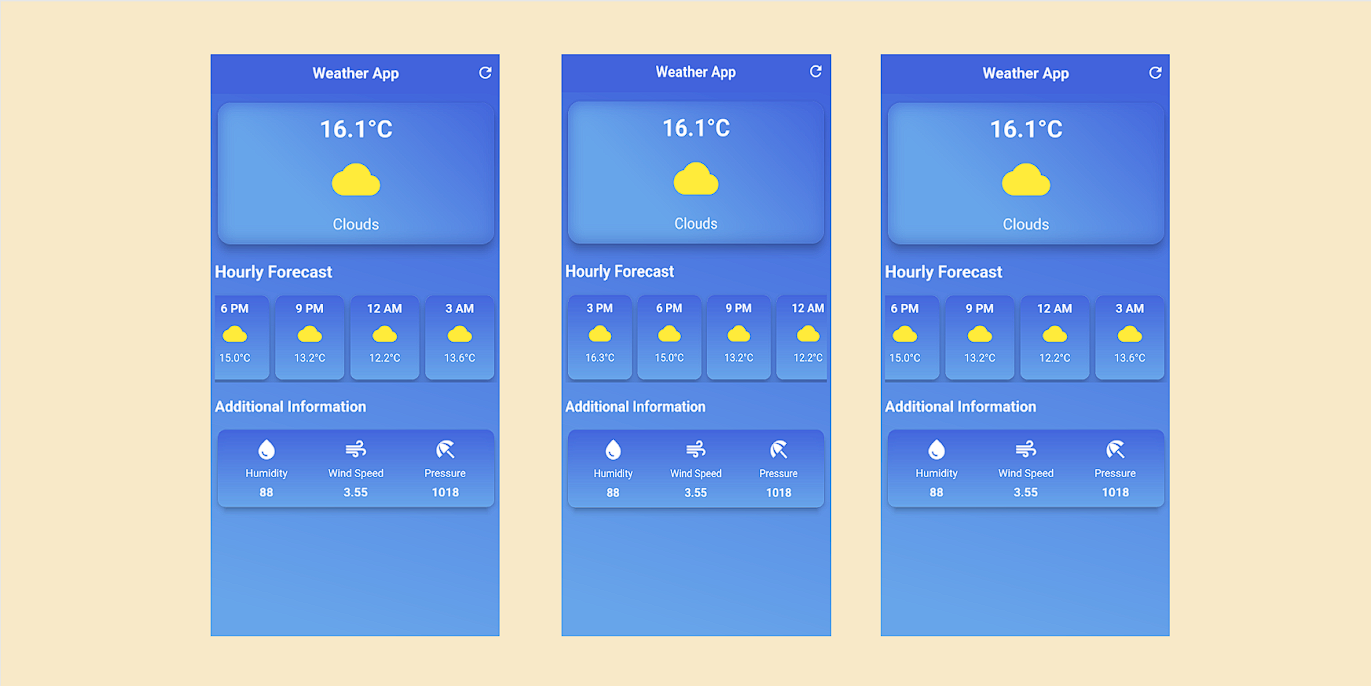 Weather App
16.1°C
Clouds
Hourly Forecast
6 PM 9 PM 12 AM 3 AM
15.0°C 13.2°C 12.2°C 13.6°C
Additional Information
Humidity Wind Speed Pressure
88 3.55 1018
Weather App
16.1°C
Clouds
Hourly Forecast
3 PM 6 PM 9 PM 12 AM
16.3°C 15.0°C 13.2°C 12.2°C
Additional Information
Humidity Wind Speed Pressure
88 3.55 1018
Weather App
16.1°C
Clouds
Hourly Forecast
6 PM 9 PM 12 AM 3 AM
15.0°C 13.2°C 12.2°C 13.6°C
Additional Information
Humidity Wind Speed Pressure
88 3.55 1018